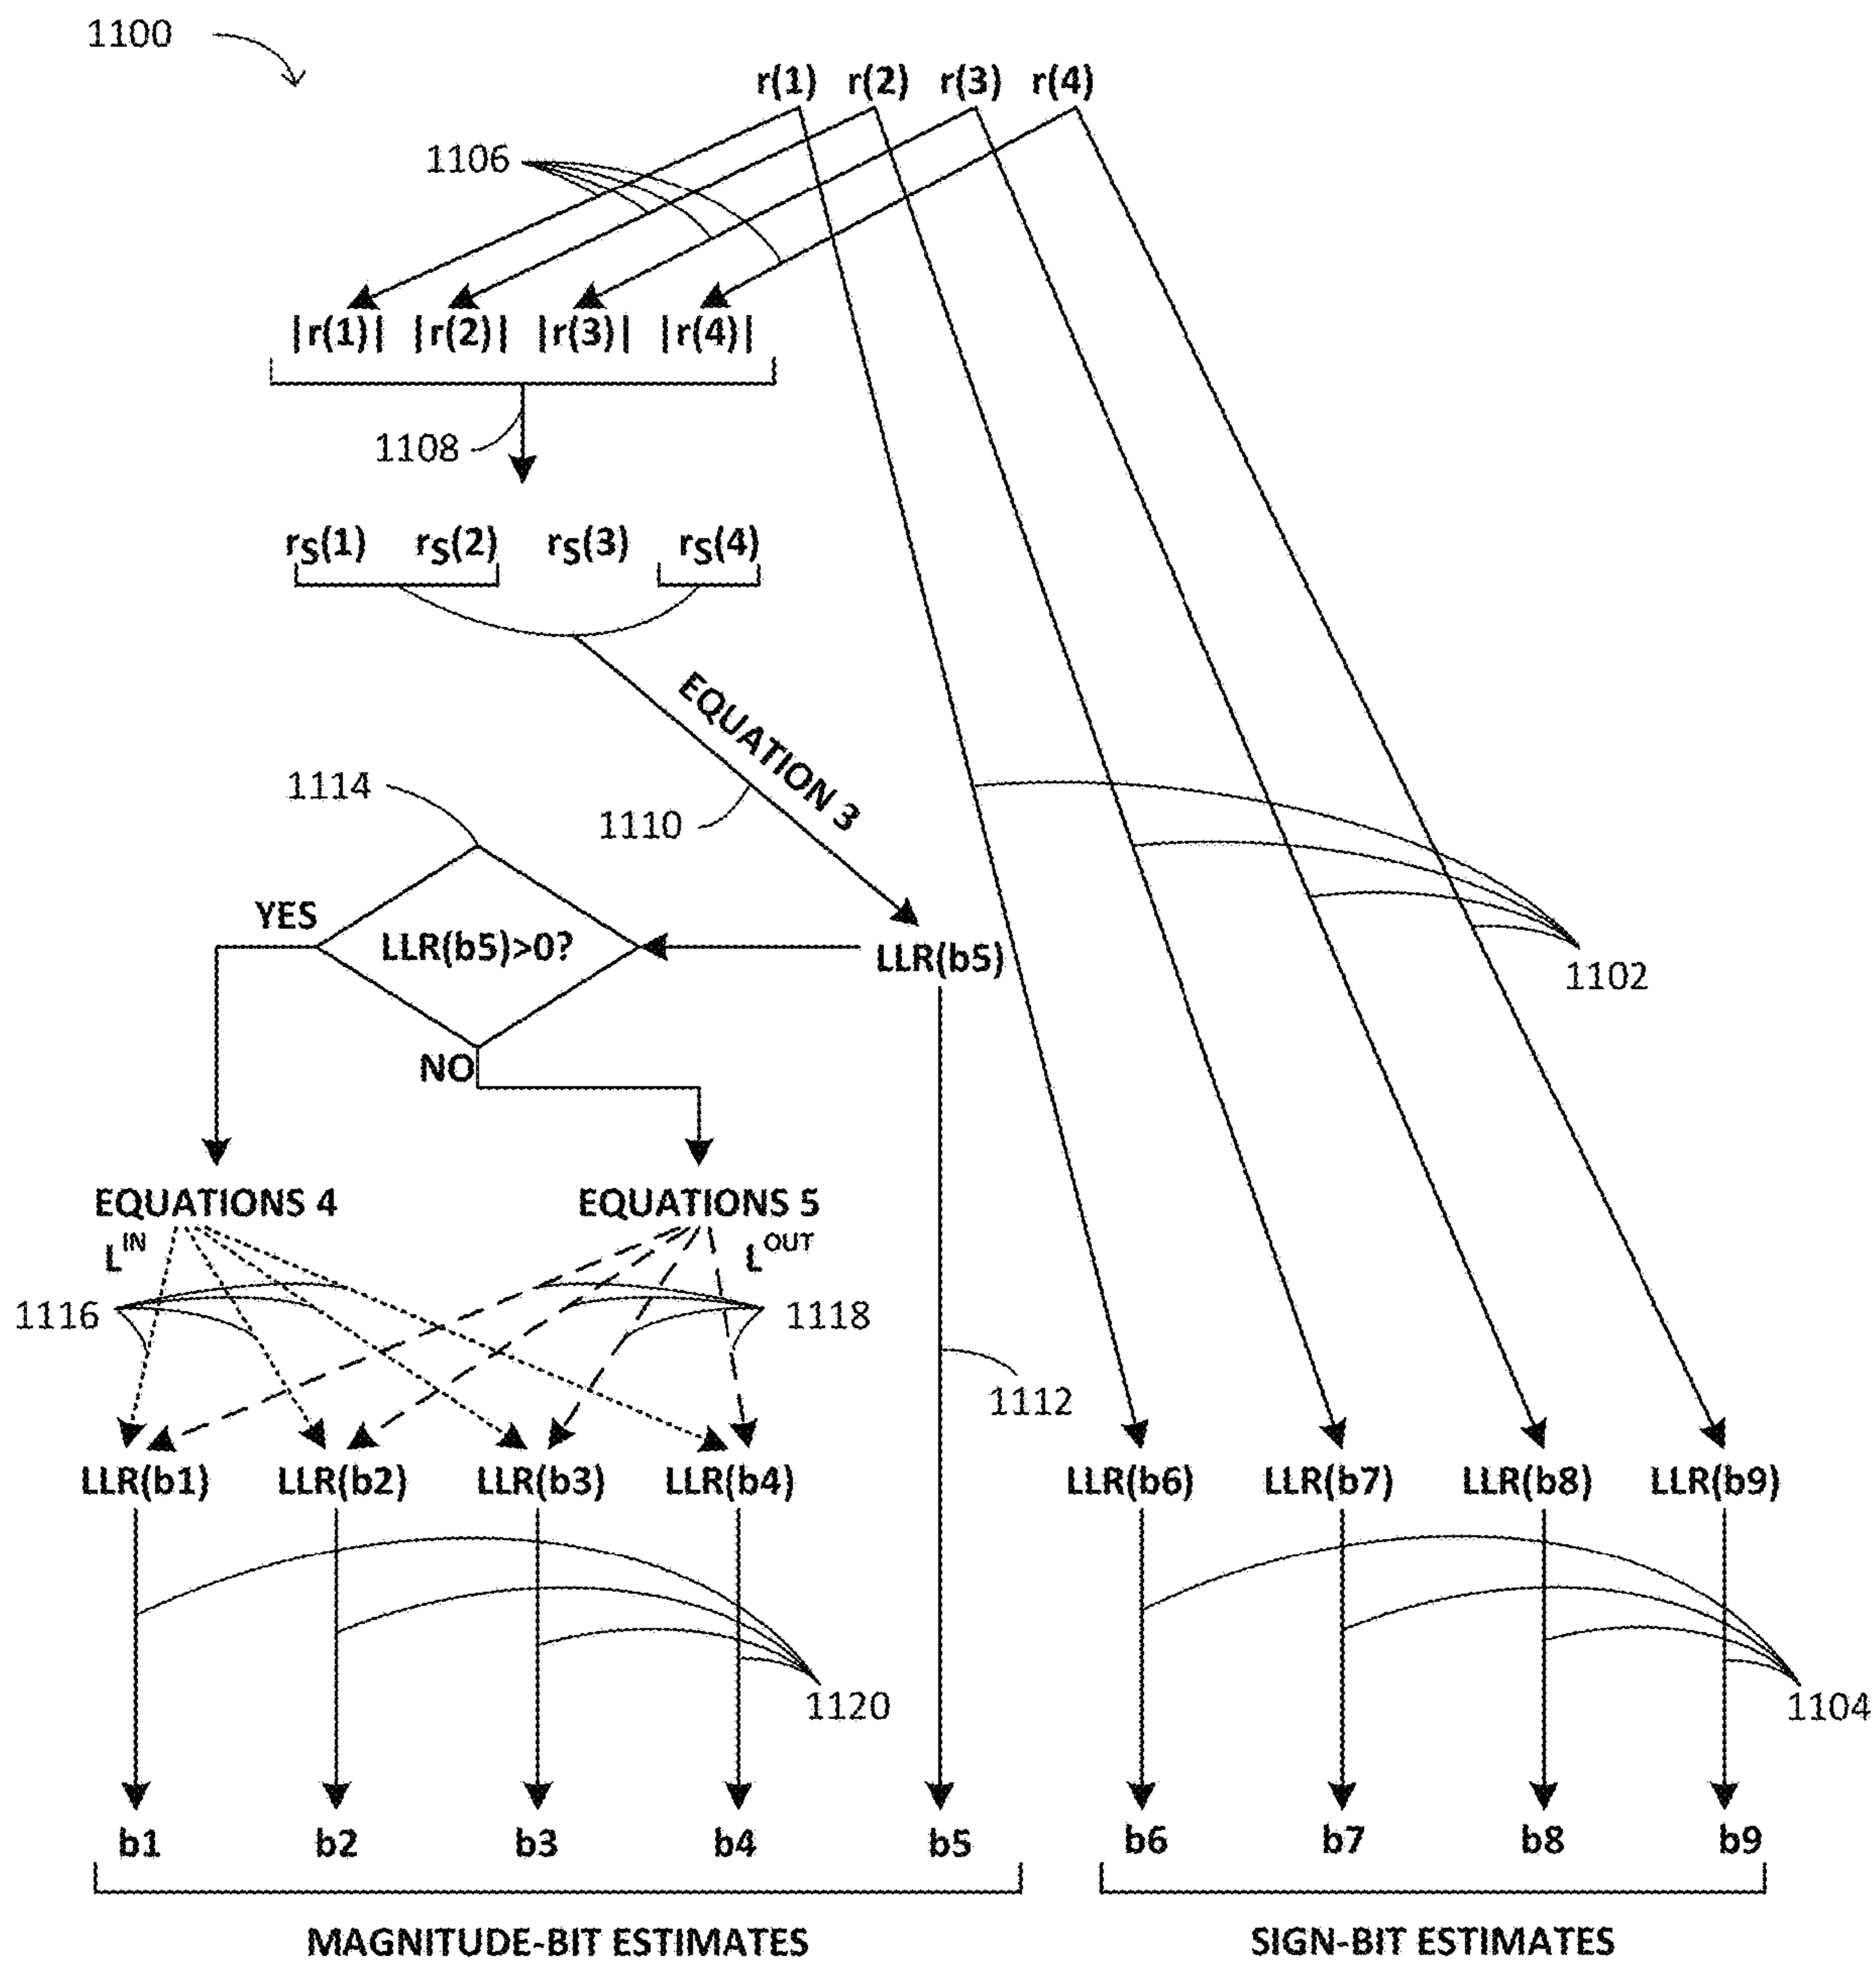 1100
r(1) r(2) r(3) r(4)
1106
|r(1)| |r(2)| |r(3)| |r(4)|
1108
rS(1) rS(2) rS(3) rS(4)
EQUATION 3
1114
1110
YES
LLR(b5)>0?
LLR(b5)
1102
NO
EQUATIONS 4 EQUATIONS 5
L^IN L^OUT
1116 1118
1112
LLR(b1) LLR(b2) LLR(b3) LLR(b4) LLR(b6) LLR(b7) LLR(b8) LLR(b9)
1120 1104
b1 b2 b3 b4 b5 b6 b7 b8 b9
MAGNITUDE-BIT ESTIMATES SIGN-BIT ESTIMATES